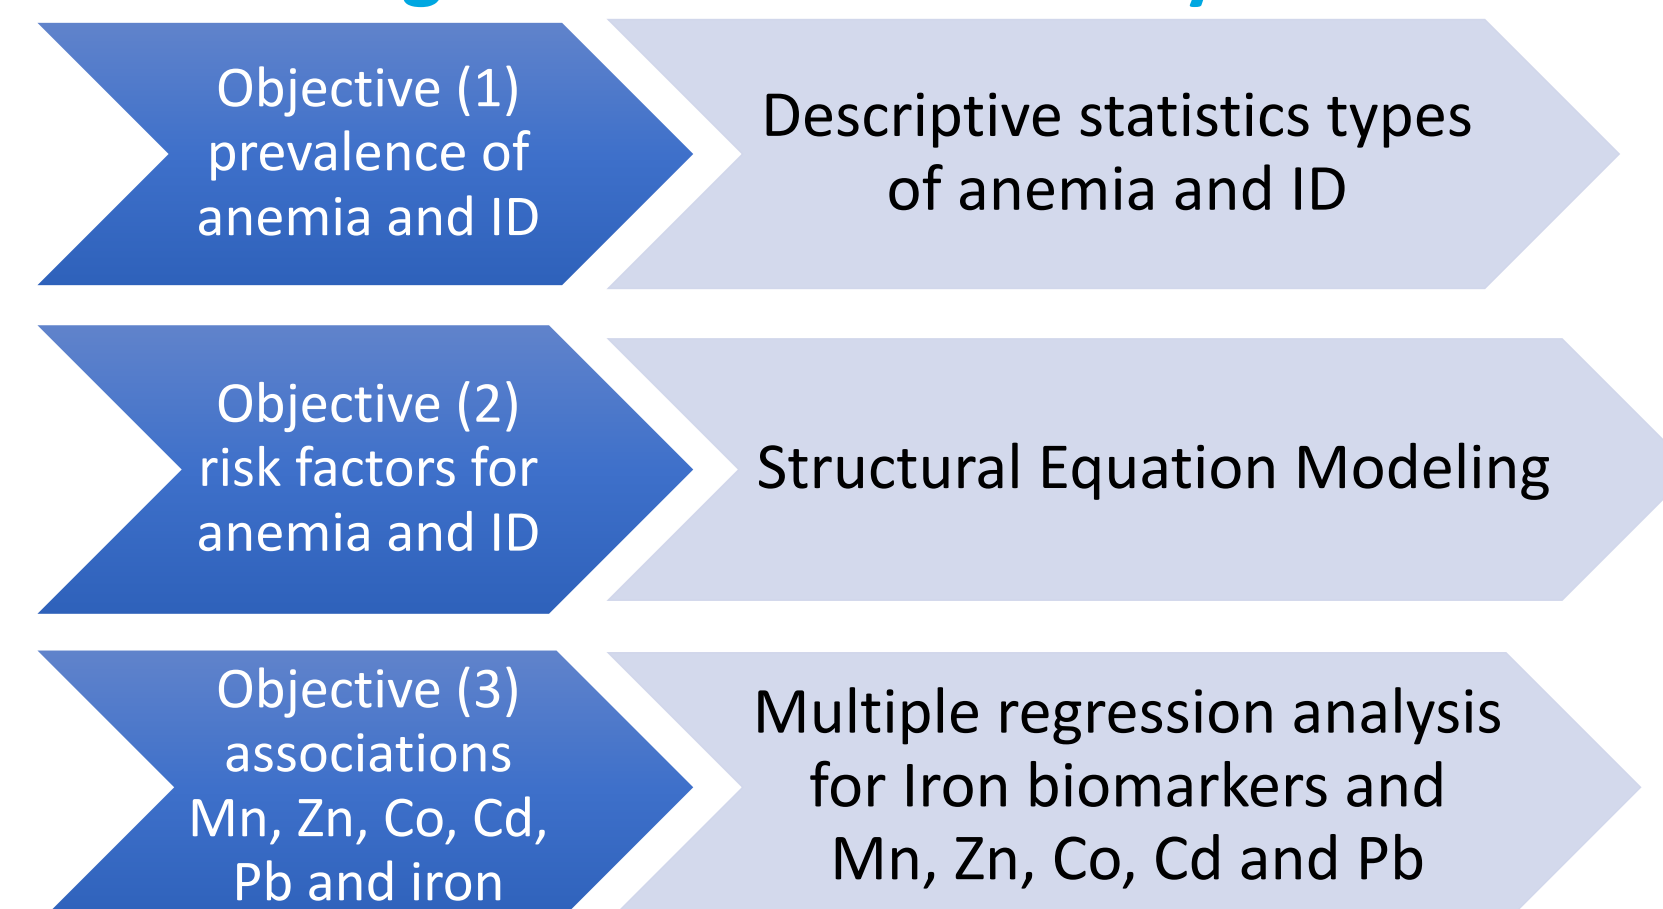 Objective (1)
prevalence of
anemia and ID
Descriptive statistics types
of anemia and ID
Objective (2)
risk factors for
anemia and ID
Structural Equation Modeling
Objective (3)
associations
Mn, Zn, Co, Cd,
Pb and iron
Multiple regression analysis
for Iron biomarkers and
Mn, Zn, Co, Cd and Pb